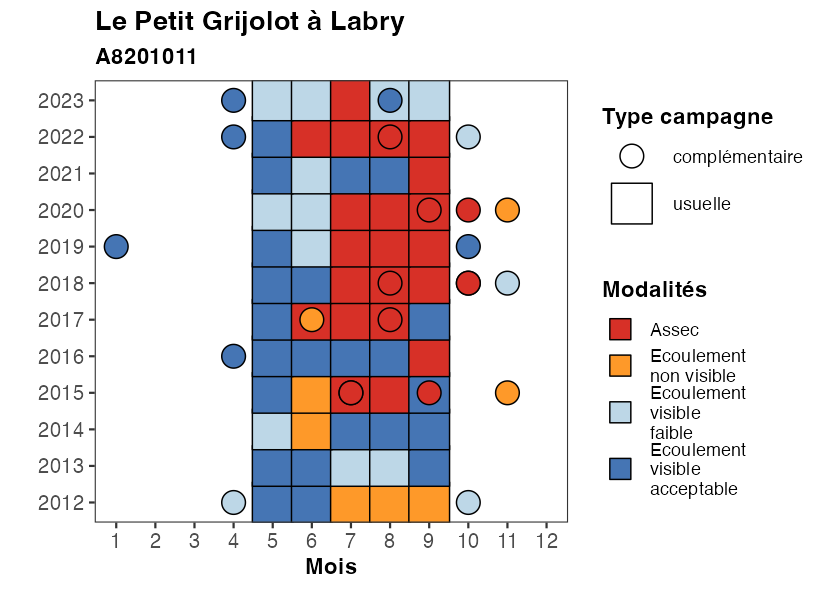 Le Petit Grijolot à Labry
A8201011
2023
2022
2021
2020
2019
2018
2017
2016
2015
2014
2013
2012
1 2 3 4 5 6 7 8 9 10 11 12
Mois
Type campagne
complémentaire
usuelle
Modalités
Assec
Ecoulement
non visible
Ecoulement
visible
faible
Ecoulement
visible
acceptable